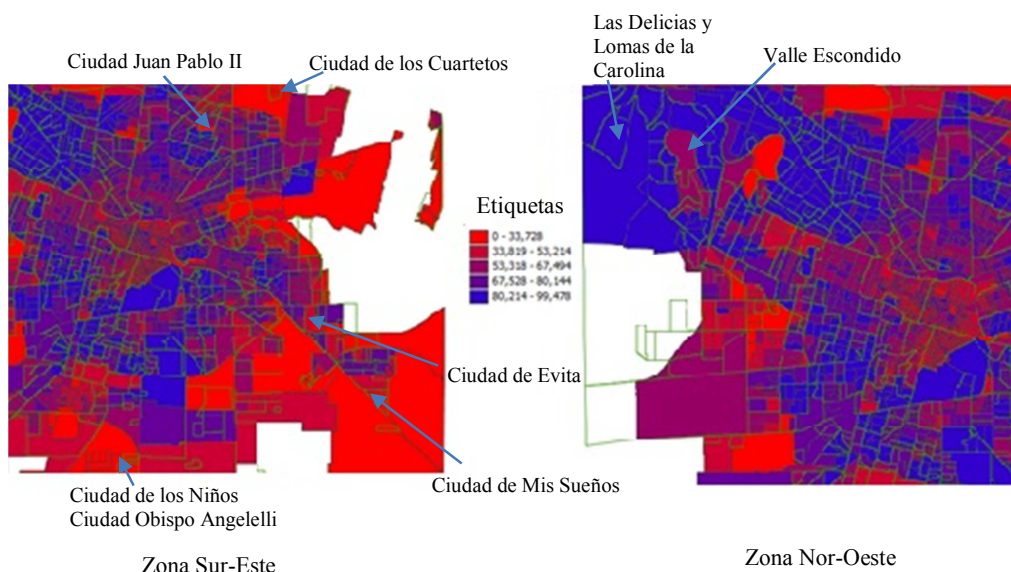 Las Delicias y
Lomas de la
Carolina
Valle Escondido
Ciudad Juan Pablo II
Ciudad de los Cuartetos
Etiquetas
0 - 33,728
33,819 - 53,214
53,318 - 67,494
67,528 - 80,144
80,214 - 99,478
Ciudad de Evita
Ciudad de Mis Sueños
Ciudad de los Niños
Ciudad Obispo Angelelli
Zona Sur-Este
Zona Nor-Oeste